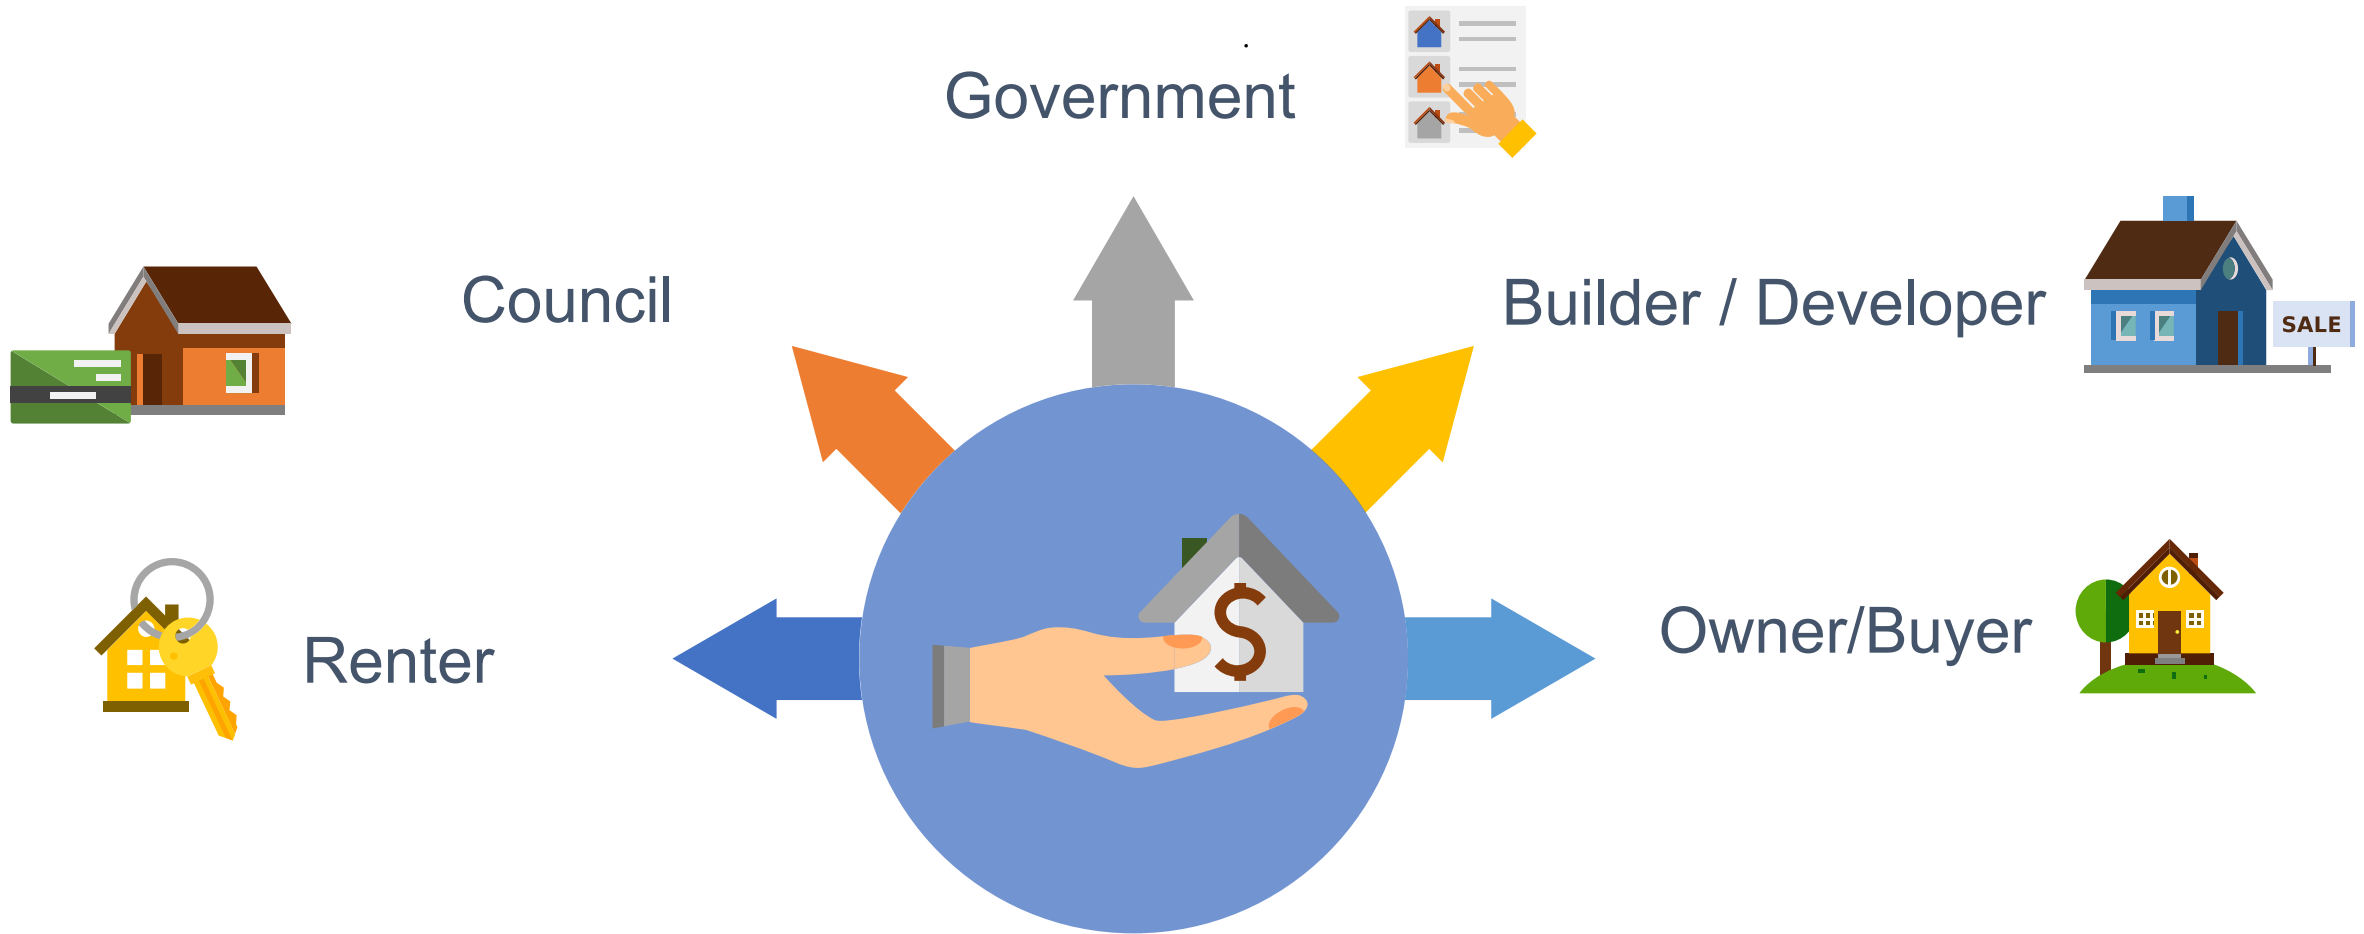 .
Government
Council
Builder / Developer
SALE
Renter
Owner/Buyer
$